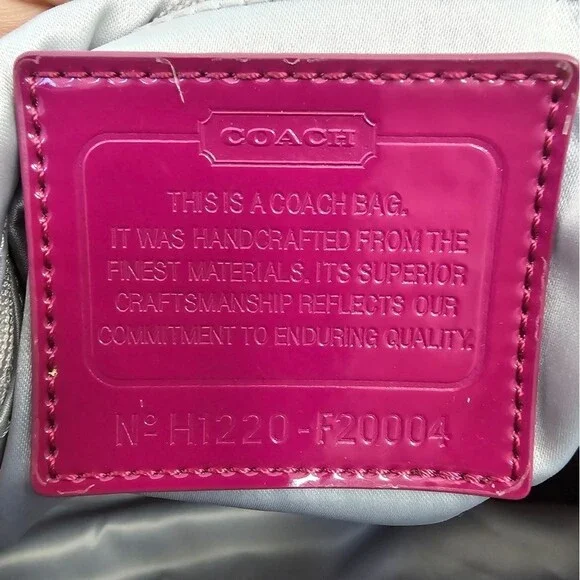 COACH
THIS IS A COACH BAG.
IT WAS HANDCRAFTED FROM THE
FINEST MATERIALS. ITS SUPERIOR
CRAFTSMANSHIP REFLECTS OUR
COMMITMENT TO ENDURING QUALITY.
Nº H1220-F20004